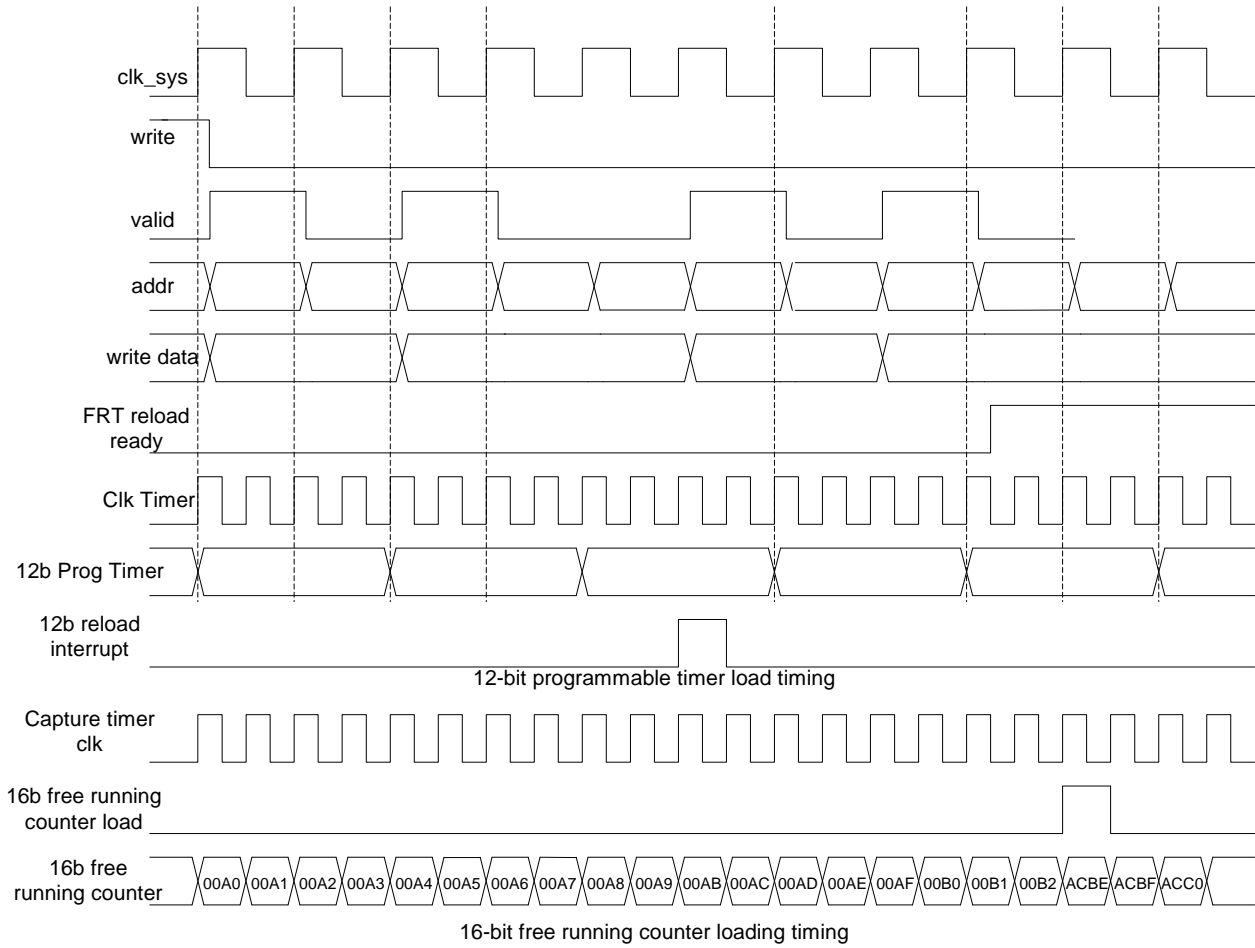 clk_sys
write
valid
addr
write data
FRT reload
ready
Clk Timer
12b Prog Timer
12b reload
interrupt
12-bit programmable timer load timing
Capture timer
clk
16b free running
counter load
16b free
running counter
00A0 00A1 00A2 00A3 00A4 00A5 00A6 00A7 00A8 00A9 00AB 00AC 00AD 00AE 00AF 00B0 00B1 00B2 ACBE ACBF ACC0
16-bit free running counter loading timing